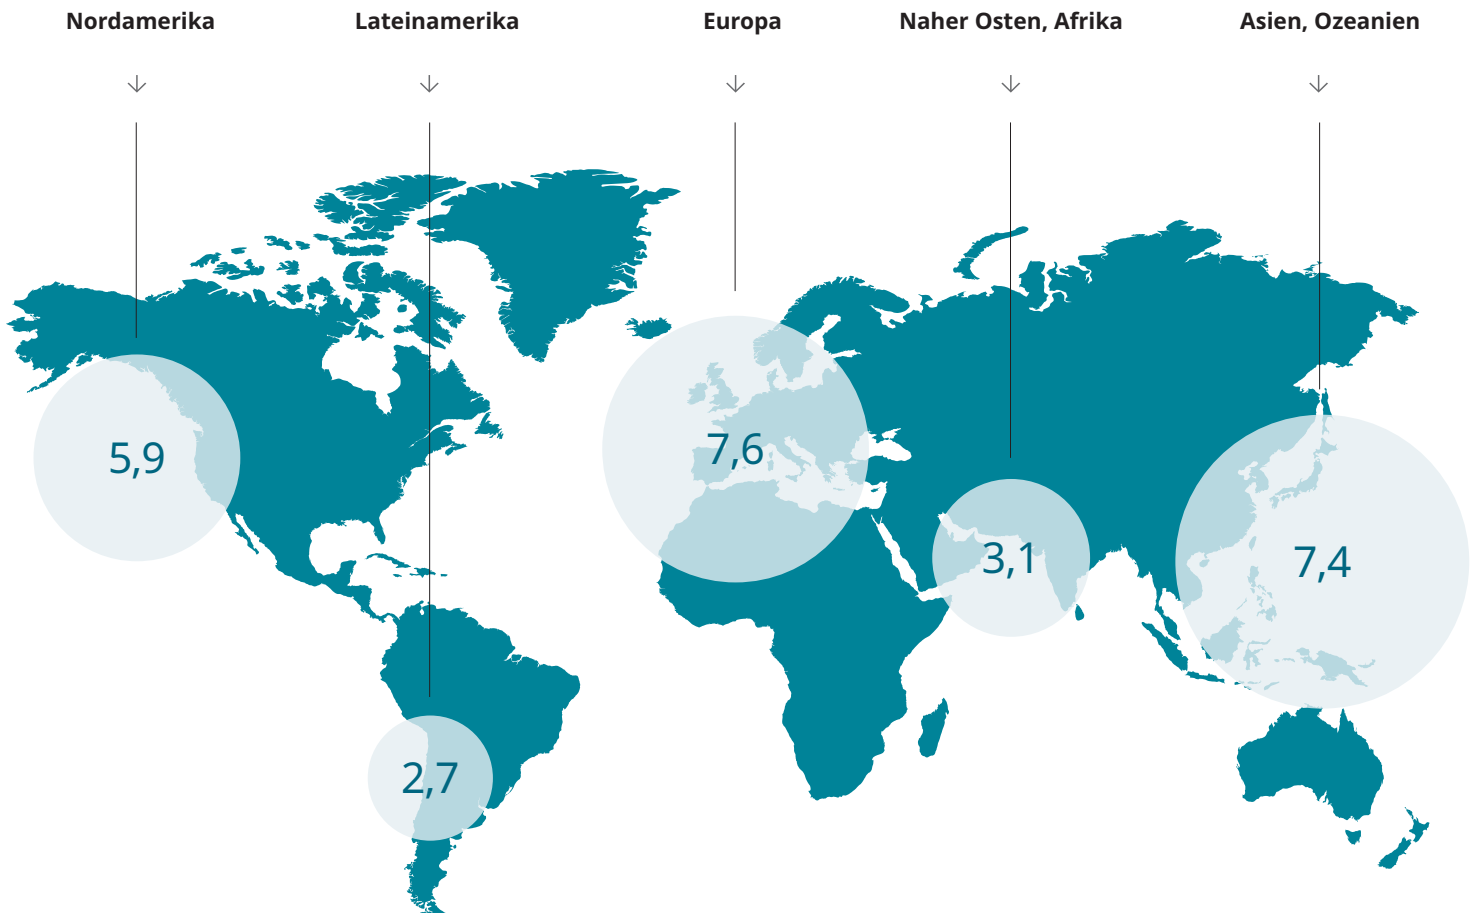 Nordamerika
Lateinamerika
Europa
Naher Osten, Afrika
Asien, Ozeanien
5,9
7,6
3,1
7,4
2,7